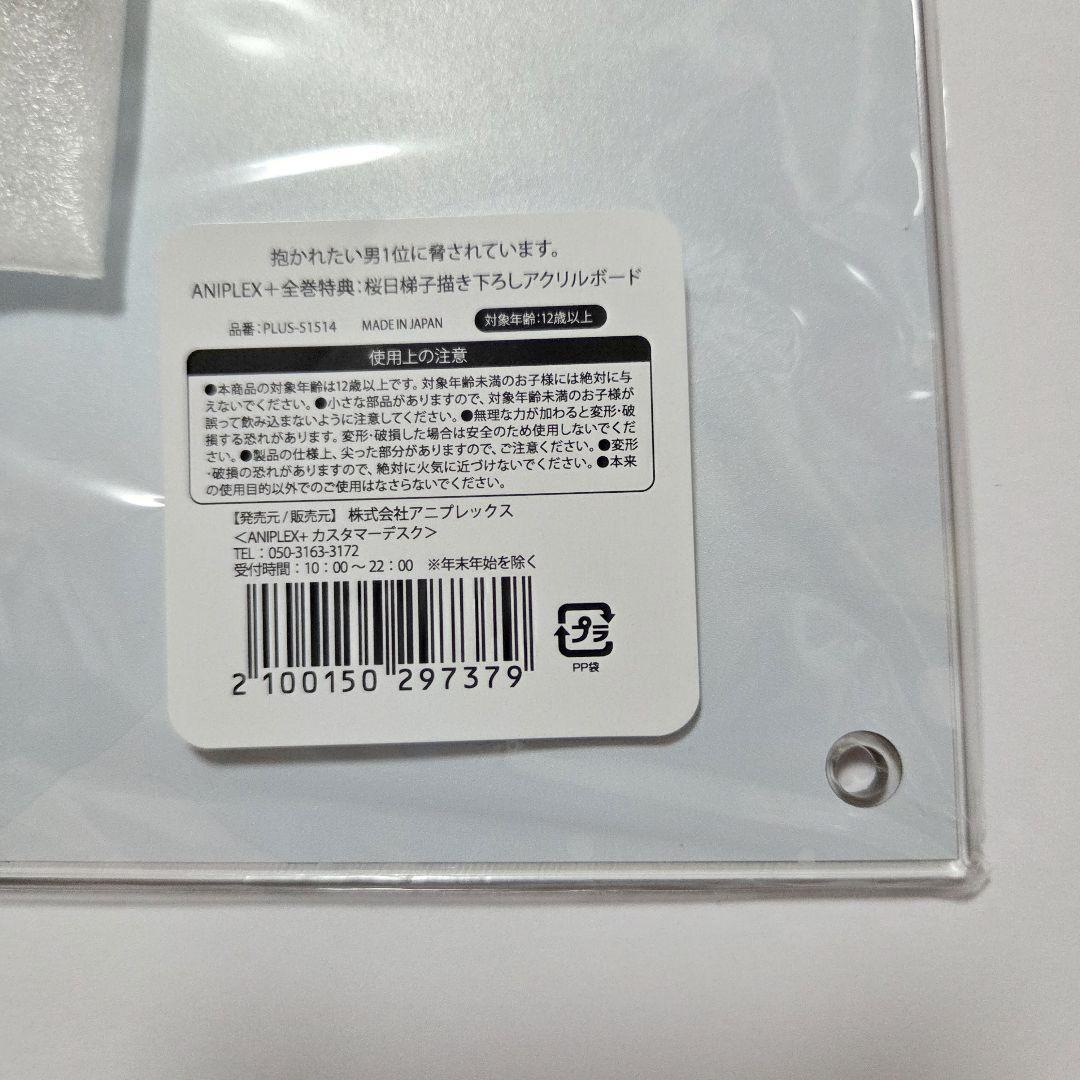 抱かれたい男1位に脅されています。
ANIPLEX＋全巻特典：桜日梯子描き下ろしアクリルボード
品番：PLUS-S1514 MADE IN JAPAN 対象年齢：12歳以上
使用上の注意
●本商品の対象年齢は12歳以上です。対象年齢未満のお子様には絶対に与
えないでください。●小さな部品がありますので、対象年齢未満のお子様が
誤って飲み込まないように注意してください。●無理な力が加わると変形・破
損する恐れがあります。変形・破損した場合は安全のため使用しないでくだ
さい。●製品の仕様上、尖った部分がありますので、ご注意ください。●変形
・破損の恐れがありますので、絶対に火気に近づけないでください。●本来
の使用目的以外でのご使用はなさらないでください。
【発売元/販売元】 株式会社アニプレックス
＜ANIPLEX+ カスタマーデスク＞
TEL：050-3163-3172
受付時間：10：00～22：00 ※年末年始を除く
プラ
PP袋
2 100150 297379